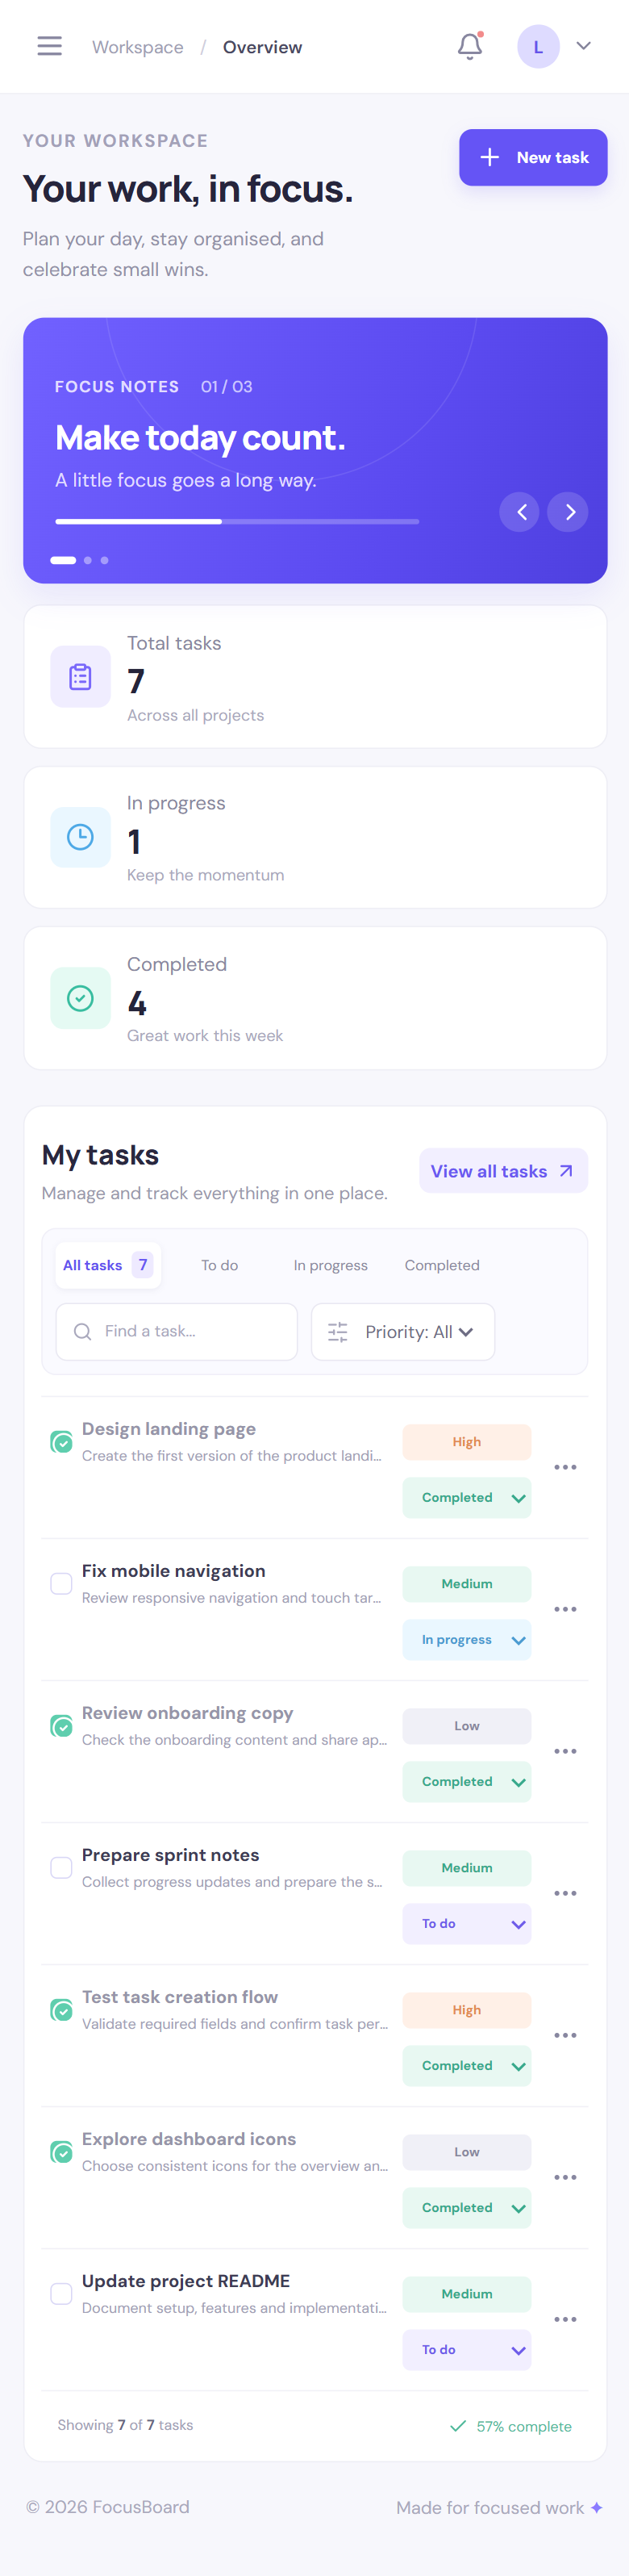 Workspace / Overview
L
YOUR WORKSPACE
New task
Your work, in focus.
Plan your day, stay organised, and
celebrate small wins.
FOCUS NOTES 01 / 03
Make today count.
A little focus goes a long way.
Total tasks
7
Across all projects
In progress
1
Keep the momentum
Completed
4
Great work this week
My tasks
View all tasks
Manage and track everything in one place.
All tasks 7 To do In progress Completed
Find a task... Priority: All
Design landing page
High
Create the first version of the product landi...
Completed
Fix mobile navigation
Medium
Review responsive navigation and touch tar...
In progress
Review onboarding copy
Low
Check the onboarding content and share ap...
Completed
Prepare sprint notes
Medium
Collect progress updates and prepare the s...
To do
Test task creation flow
High
Validate required fields and confirm task per...
Completed
Explore dashboard icons
Low
Choose consistent icons for the overview an...
Completed
Update project README
Medium
Document setup, features and implementati...
To do
Showing 7 of 7 tasks 57% complete
© 2026 FocusBoard Made for focused work